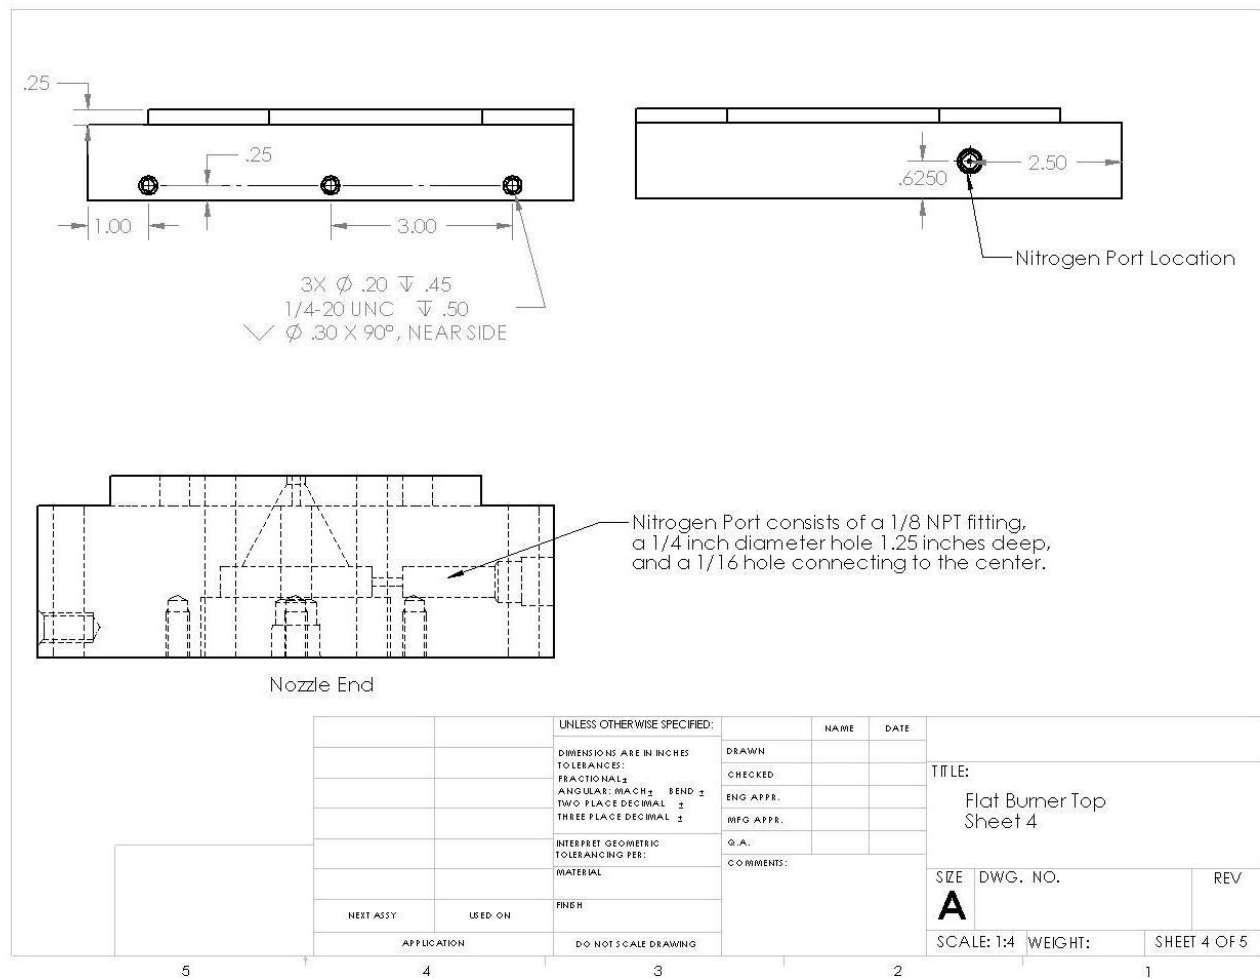 .25
.25
1.00
3.00
3X ⌀ .20 ↧ .45
1/4-20 UNC ↧ .50
⌵ ⌀ .30 X 90°, NEAR SIDE
.6250
2.50
Nitrogen Port Location
Nitrogen Port consists of a 1/8 NPT fitting,
a 1/4 inch diameter hole 1.25 inches deep,
and a 1/16 hole connecting to the center.
Nozzle End
UNLESS OTHERWISE SPECIFIED:
DIMENSIONS ARE IN INCHES
TOLERANCES:
FRACTIONAL±
ANGULAR: MACH± BEND ±
TWO PLACE DECIMAL ±
THREE PLACE DECIMAL ±
INTERPRET GEOMETRIC
TOLERANCING PER:
MATERIAL
FINISH
DO NOT SCALE DRAWING
NEXT ASSY
USED ON
APPLICATION
NAME
DATE
DRAWN
CHECKED
ENG APPR.
MFG APPR.
Q.A.
COMMENTS:
TITLE:
Flat Burner Top
Sheet 4
SIZE
A
DWG. NO.
REV
SCALE: 1:4
WEIGHT:
SHEET 4 OF 5
5
4
3
2
1